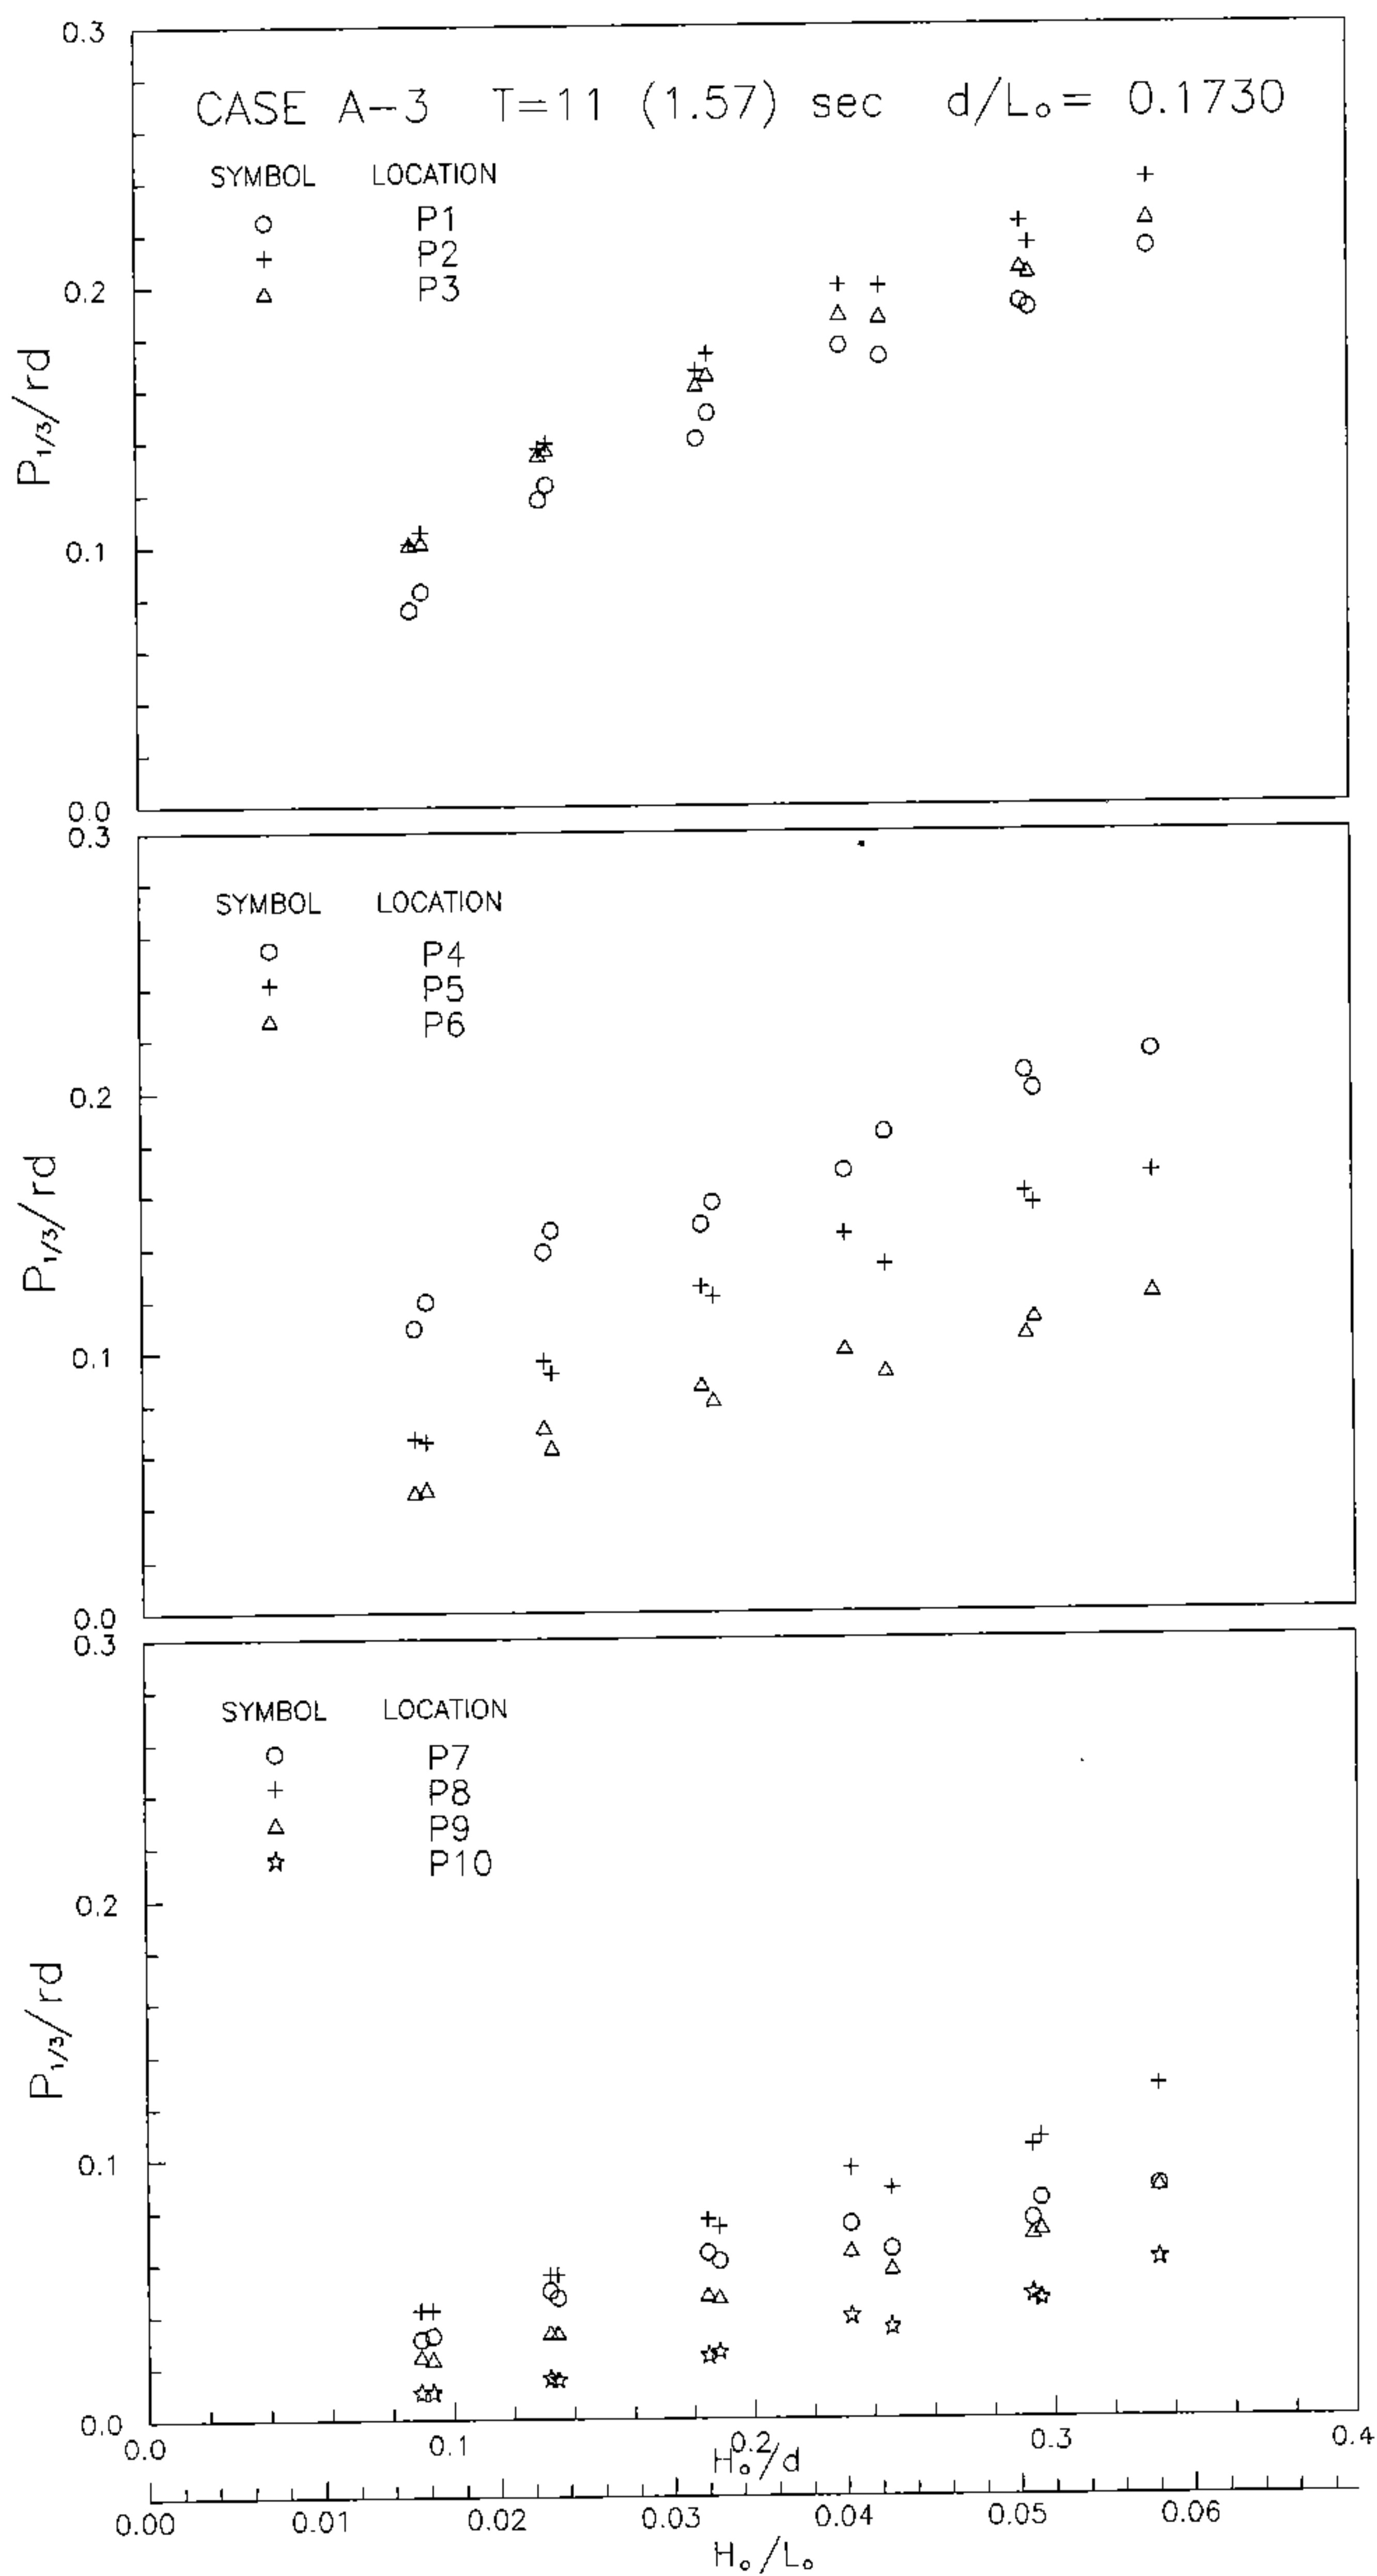 0.3
CASE A-3 T=11 (1.57) sec d/Lo= 0.1730
SYMBOL LOCATION
P1
P2
P3
0.2
P1/3/rd
0.1
0.0
0.3
SYMBOL LOCATION
P4
P5
P6
0.2
P1/3/rd
0.1
0.0
0.3
SYMBOL LOCATION
P7
P8
P9
P10
0.2
P1/3/rd
0.1
0.0
0.0 0.1 0.2 0.3 0.4
Ho/d
0.00 0.01 0.02 0.03 0.04 0.05 0.06
Ho/Lo